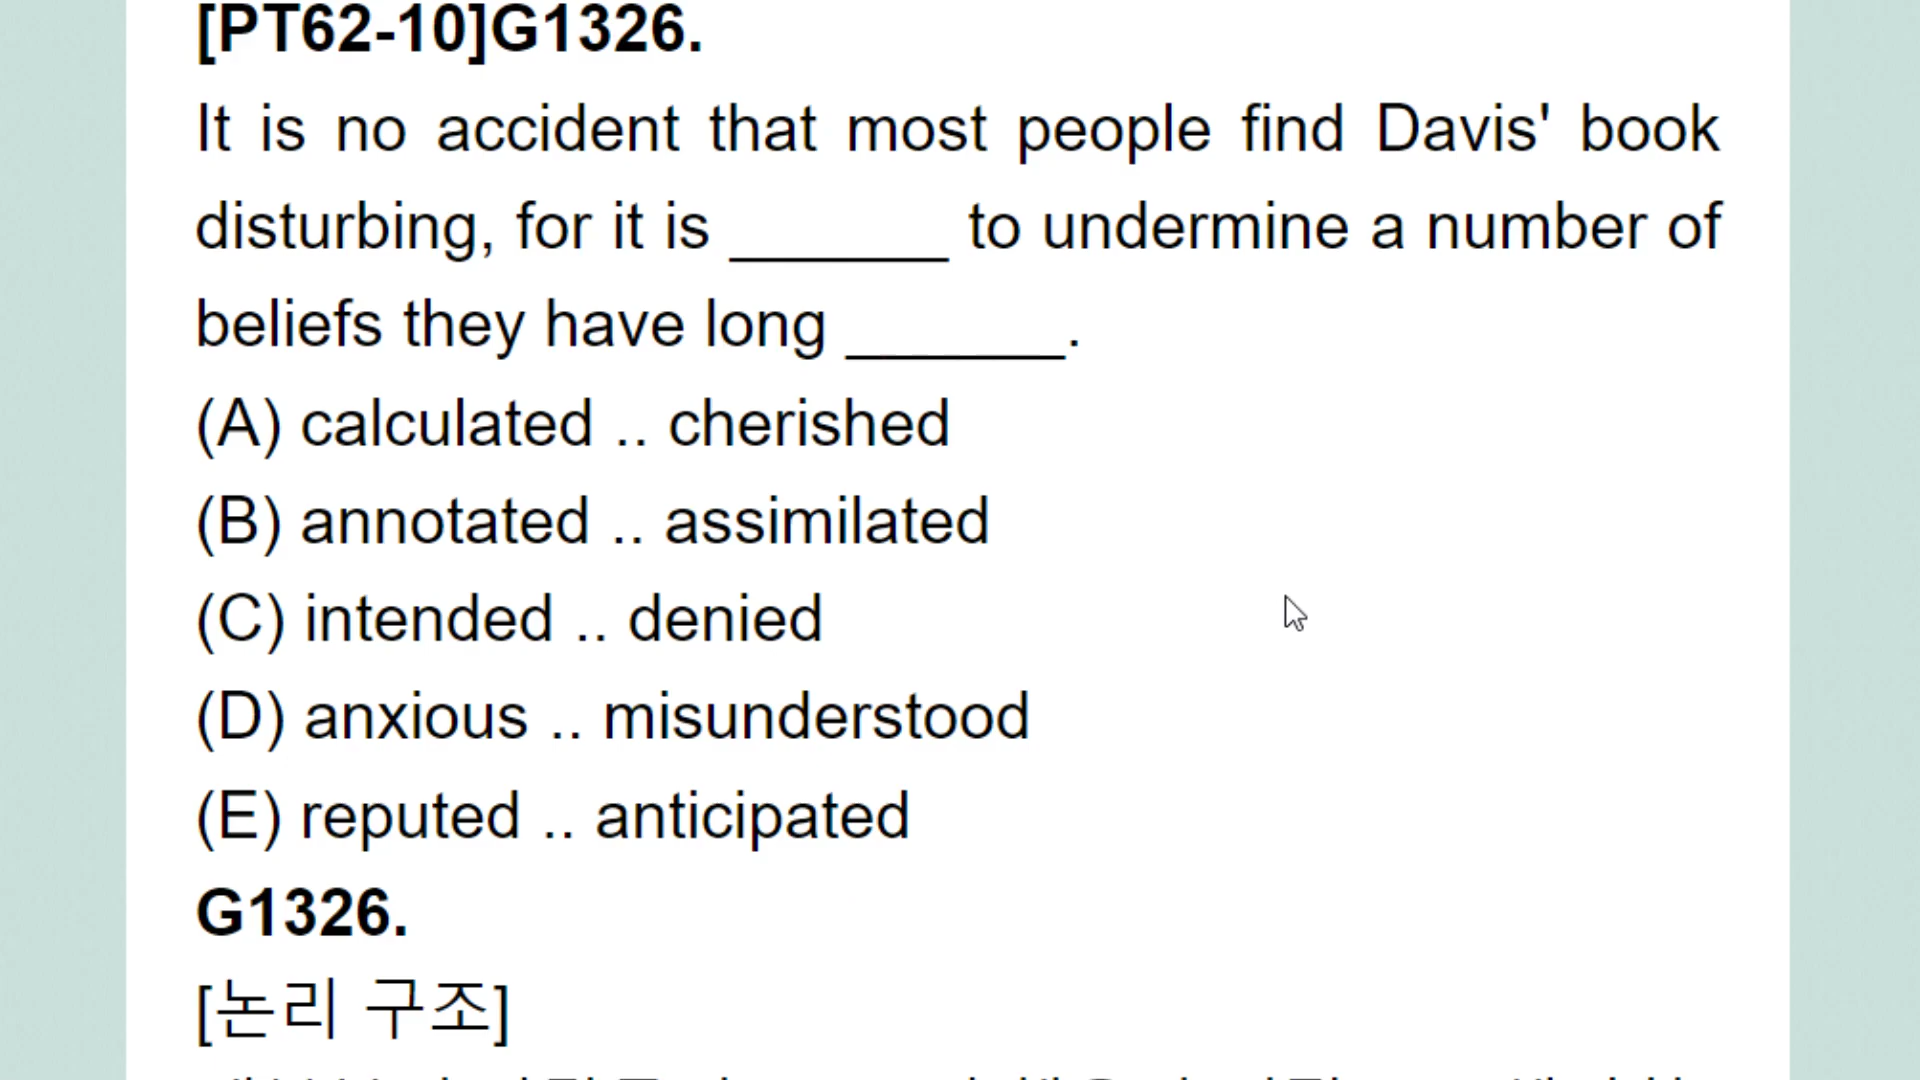 [PT62-10]G1326.
It is no accident that most people find Davis' book
disturbing, for it is _______ to undermine a number of
beliefs they have long _______.
(A) calculated .. cherished
(B) annotated .. assimilated
(C) intended .. denied
(D) anxious .. misunderstood
(E) reputed .. anticipated
G1326.
[논리 구조]